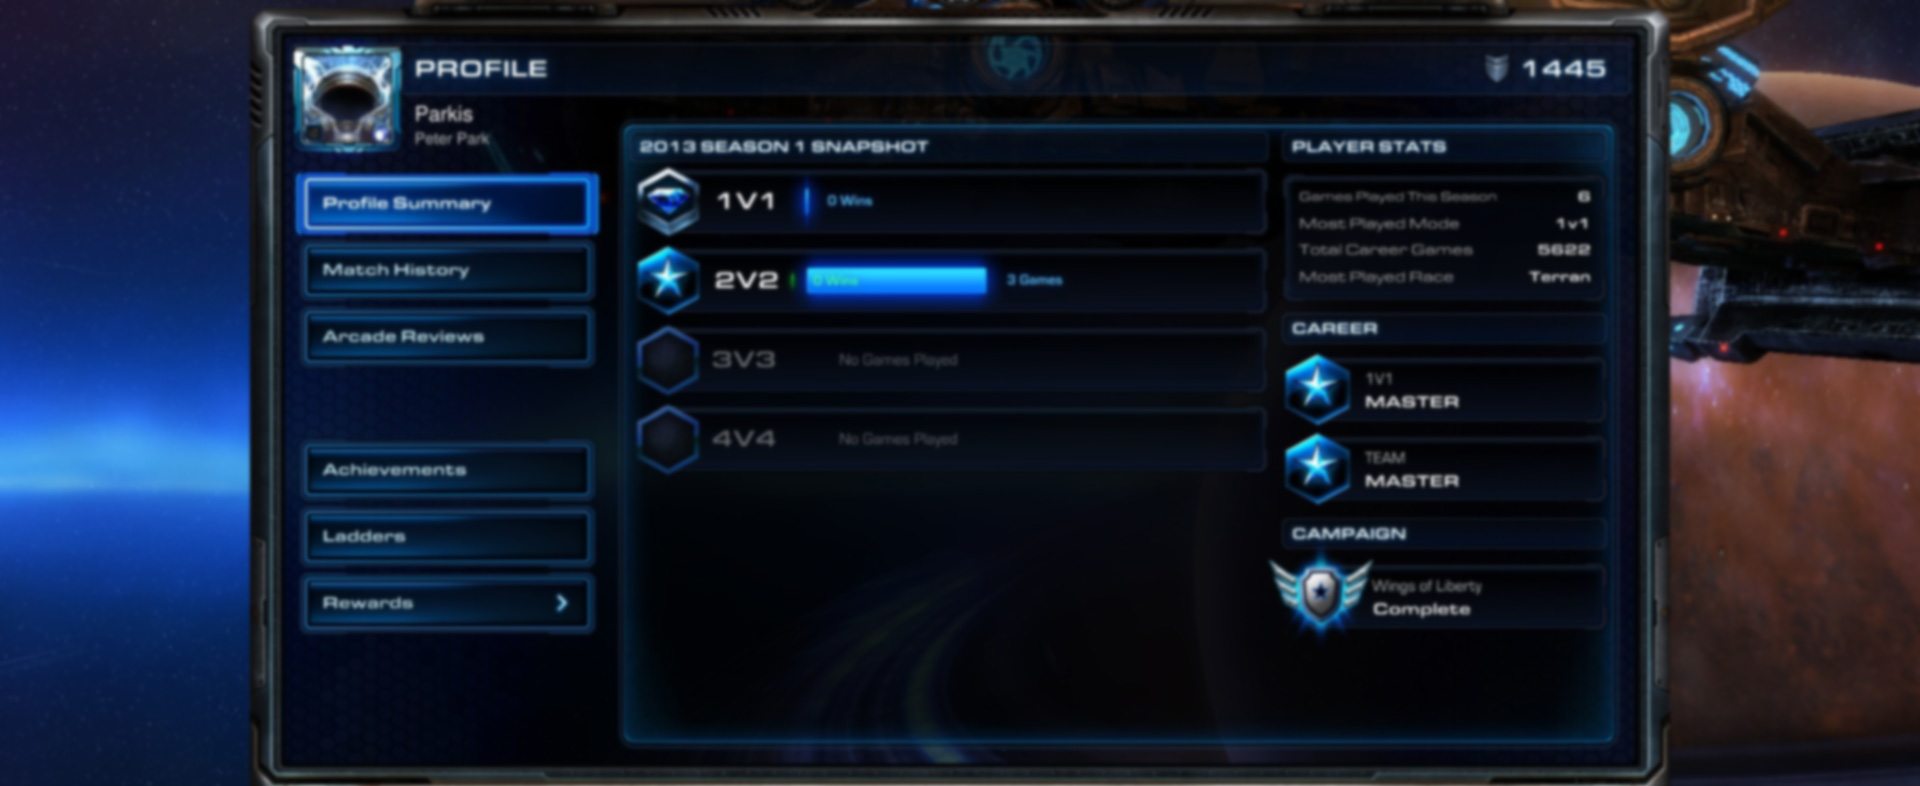 PROFILE
1445
Parkis
Peter Park
Profile Summary
Match History
Arcade Reviews
Achievements
Ladders
Rewards
2013 SEASON 1 SNAPSHOT
1V1 0 Wins
2V2 0 Wins 3 Games
3V3 No Games Played
4V4 No Games Played
PLAYER STATS
Games Played This Season 6
Most Played Mode 1v1
Total Career Games 5622
Most Played Race Terran
CAREER
1V1
MASTER
TEAM
MASTER
CAMPAIGN
Wings of Liberty
Complete